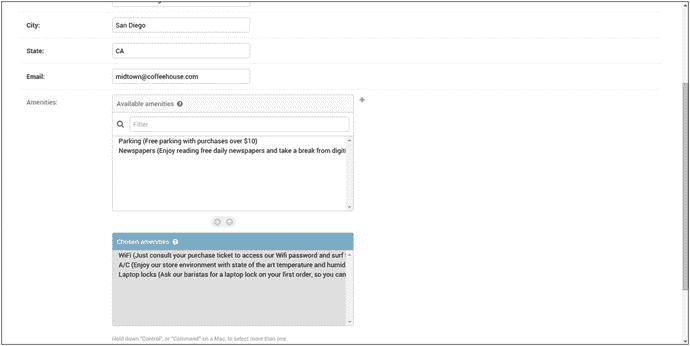 City:
San Diego
State:
CA
Email:
midtown@coffeehouse.com
Amenities:
Available amenities
Filter
Parking (Free parking with purchases over $10)
Newspapers (Enjoy reading free daily newspapers and take a break from digit
Chosen amenities
WiFi (Just consult your purchase ticket to access our Wifi password and surf
A/C (Enjoy our store environment with state of the art temperature and humid
Laptop locks (Ask our baristas for a laptop lock on your first order, so you can
Hold down "Control", or "Command" on a Mac, to select more than one.